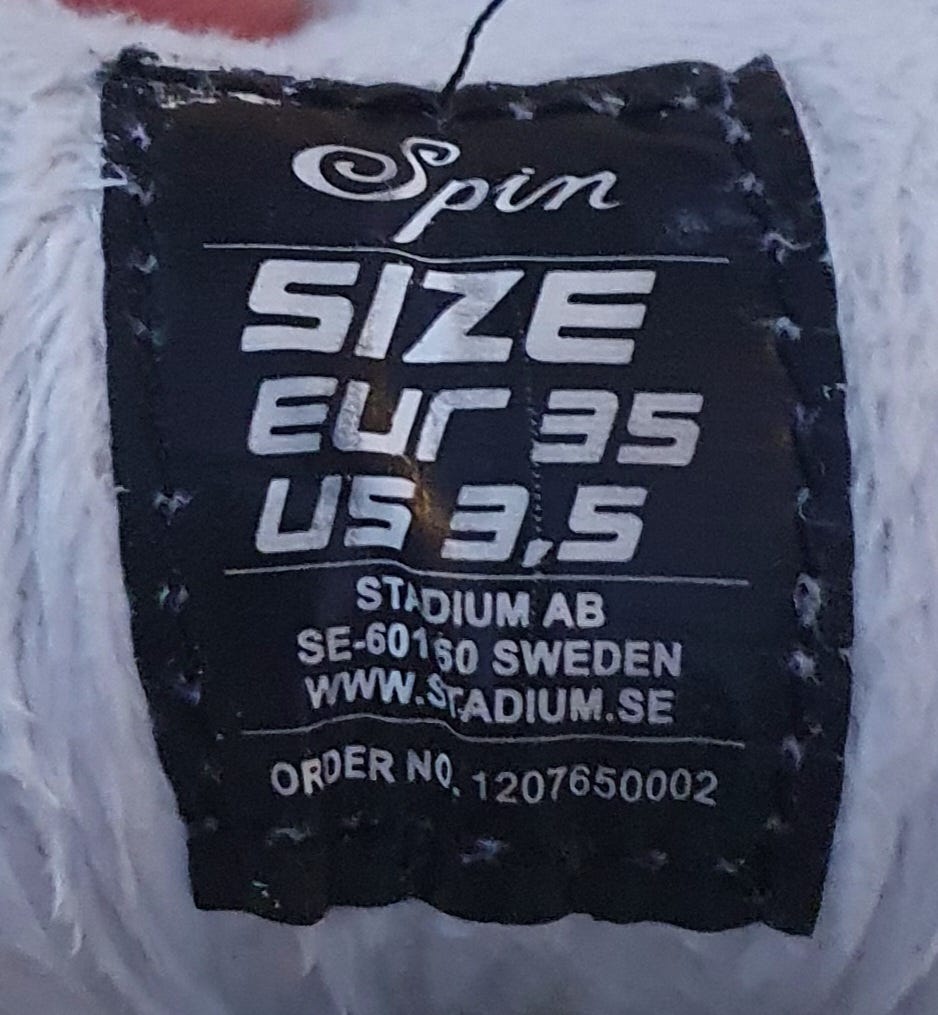 Spin
SIZE
EUr 35
US 3,5
STADIUM AB
SE-60160 SWEDEN
WWW.STADIUM.SE
ORDER NO. 1207650002